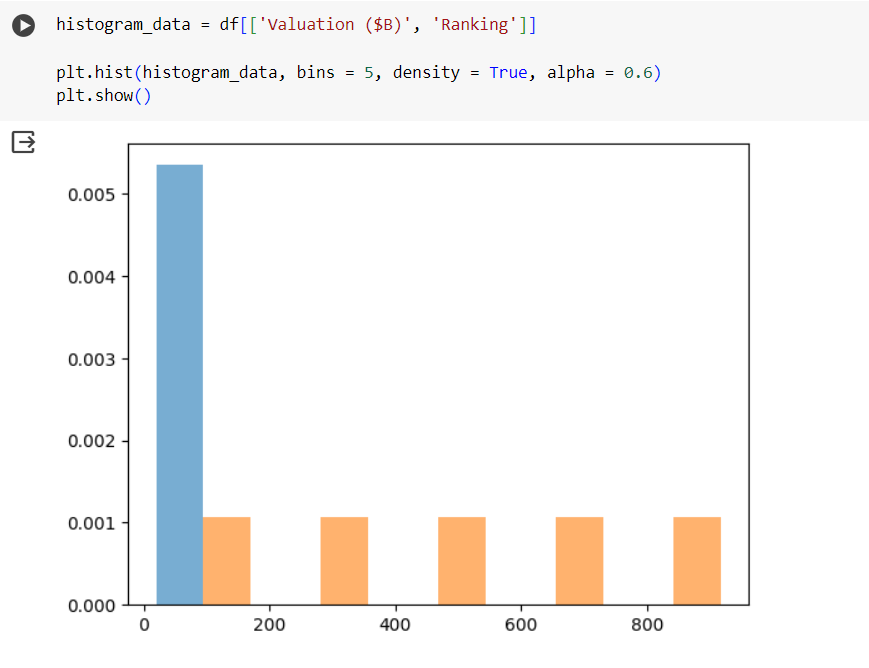 histogram_data = df[['Valuation ($B)', 'Ranking']]
plt.hist(histogram_data, bins = 5, density = True, alpha = 0.6)
plt.show()
0.005
0.004
0.003
0.002
0.001
0.000
0 200 400 600 800